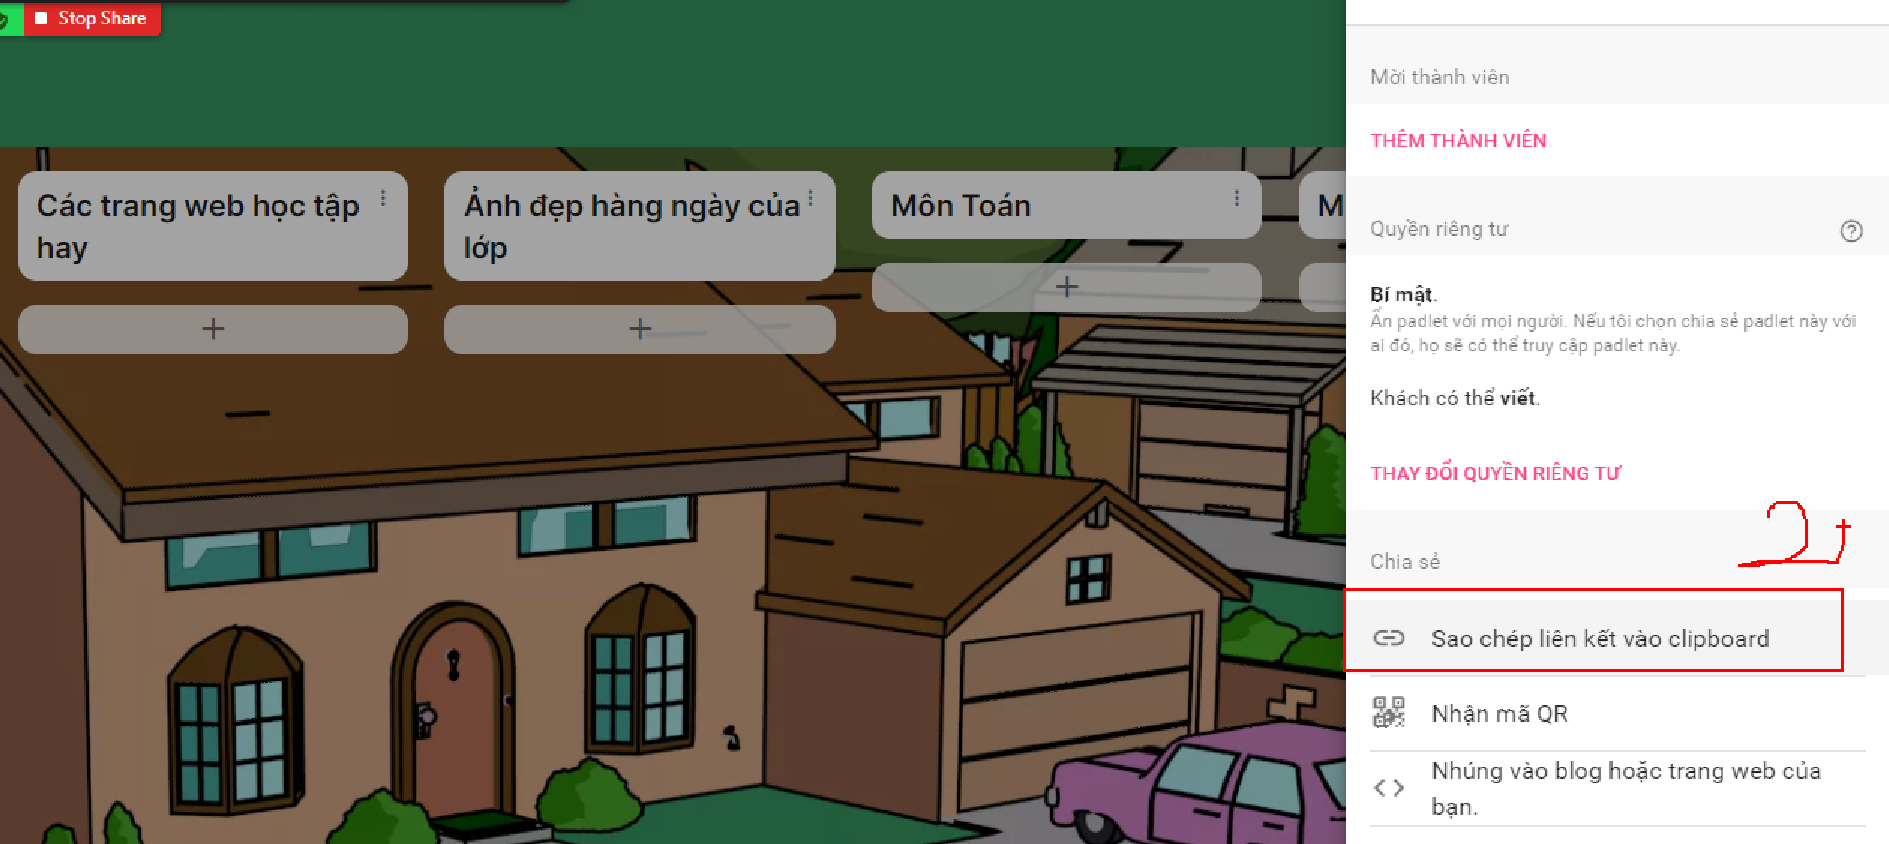 Stop Share
Các trang web học tập
hay
Ảnh đẹp hàng ngày của
lớp
Môn Toán
M
Mời thành viên
THÊM THÀNH VIÊN
Quyền riêng tư
Bí mật.
Ẩn padlet với mọi người. Nếu tôi chọn chia sẻ padlet này với
ai đó, họ sẽ có thể truy cập padlet này.
Khách có thể viết.
THAY ĐỔI QUYỀN RIÊNG TƯ
2
Chia sẻ
Sao chép liên kết vào clipboard
Nhận mã QR
Nhúng vào blog hoặc trang web của
bạn.